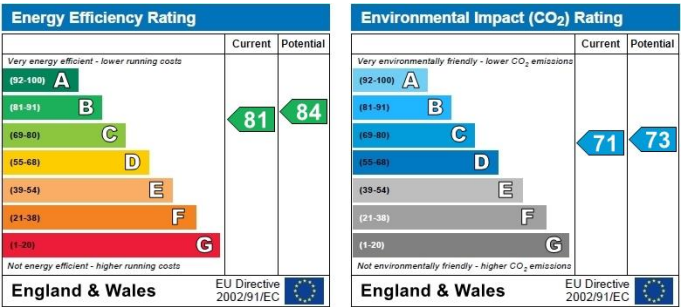 Energy Efficiency Rating
Current Potential
Very energy efficient - lower running costs
(92-100) A
(81-91) B
(69-80) C
(55-68) D
(39-54) E
(21-38) F
(1-20) G
81
84
Not energy efficient - higher running costs
England & Wales
EU Directive
2002/91/EC
Environmental Impact (CO2) Rating
Current Potential
Very environmentally friendly - lower CO2 emissions
(92-100) A
(81-91) B
(69-80) C
(55-68) D
(39-54) E
(21-38) F
(1-20) G
71
73
Not environmentally friendly - higher CO2 emissions
England & Wales
EU Directive
2002/91/EC